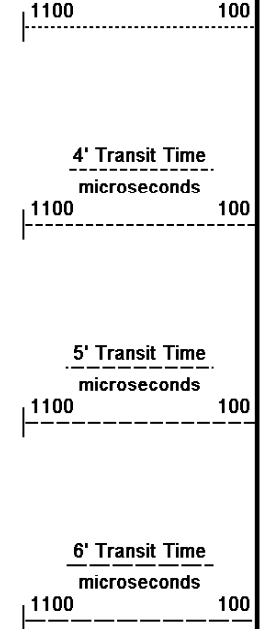 1100 100
4' Transit Time
microseconds
1100 100
5' Transit Time
microseconds
1100 100
6' Transit Time
microseconds
1100 100